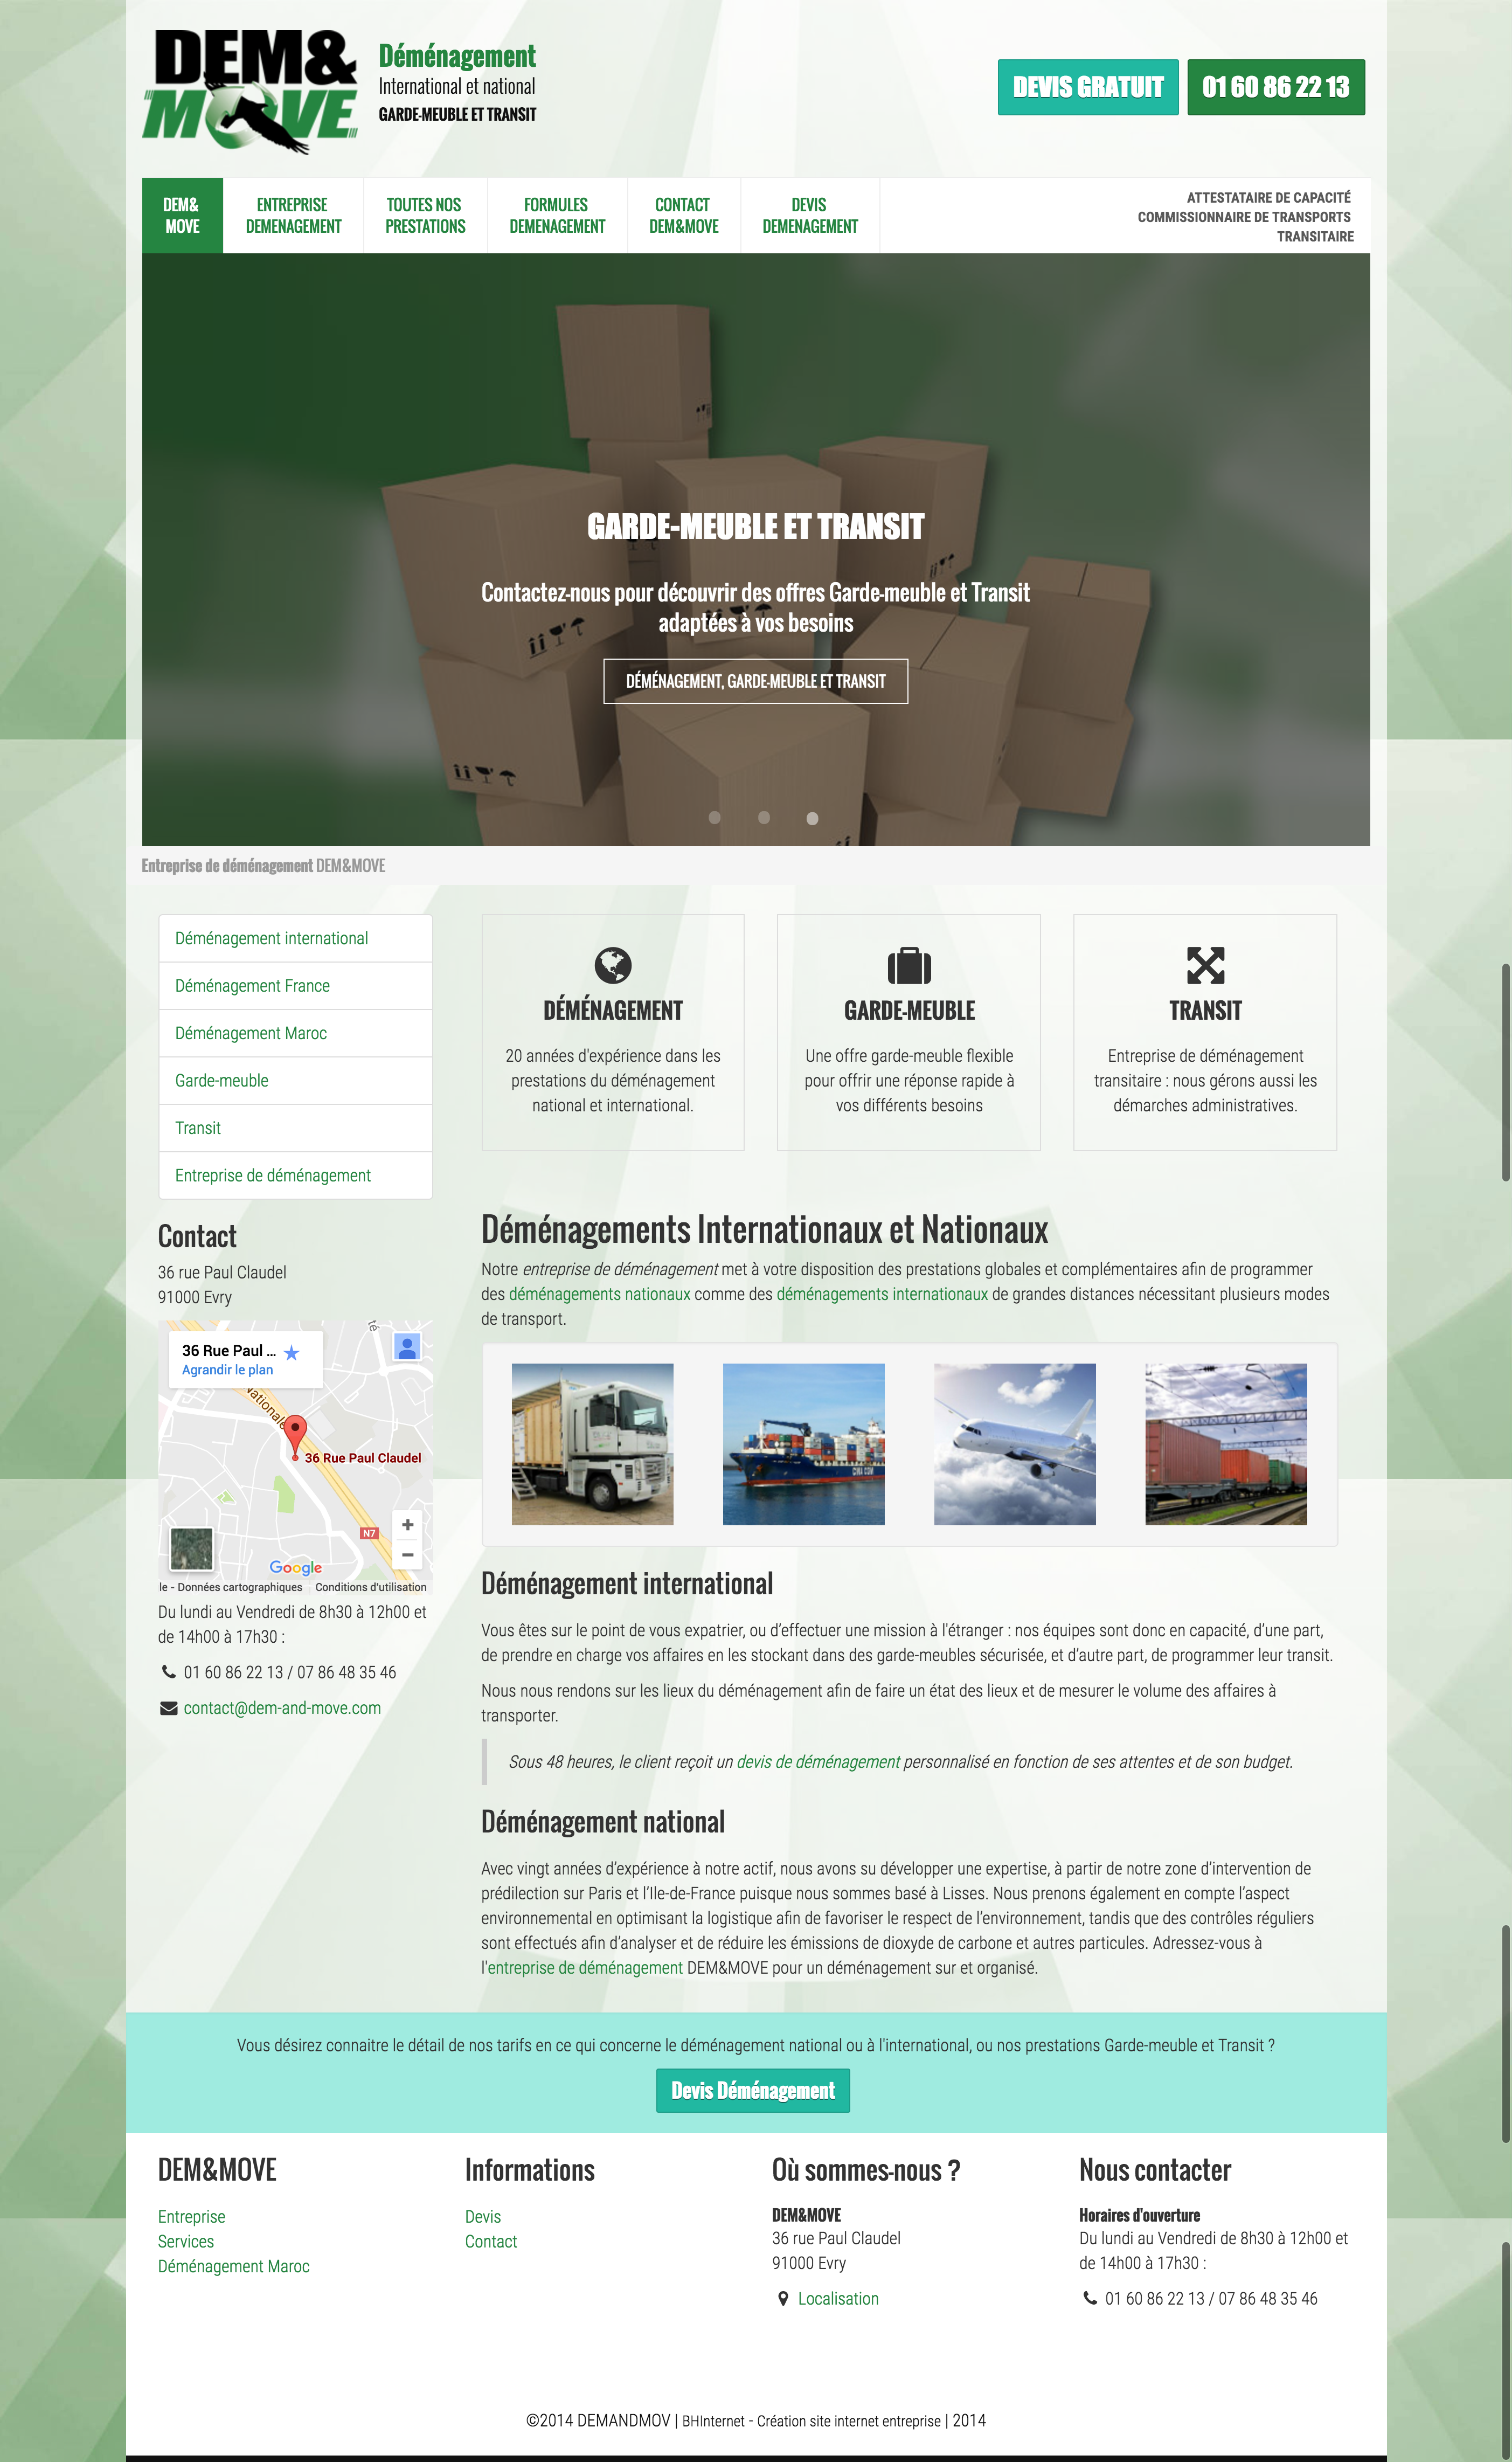 DEM&
MOVE
Déménagement
International et national
GARDE-MEUBLE ET TRANSIT
DEVIS GRATUIT
01 60 86 22 13
DEM&
MOVE
ENTREPRISE
DEMENAGEMENT
TOUTES NOS
PRESTATIONS
FORMULES
DEMENAGEMENT
CONTACT
DEM&MOVE
DEVIS
DEMENAGEMENT
ATTESTATAIRE DE CAPACITÉ
COMMISSIONNAIRE DE TRANSPORTS
TRANSITAIRE
GARDE-MEUBLE ET TRANSIT
Contactez-nous pour découvrir des offres Garde-meuble et Transit
adaptées à vos besoins
DÉMÉNAGEMENT, GARDE-MEUBLE ET TRANSIT
Entreprise de déménagement DEM&MOVE
Déménagement international
Déménagement France
Déménagement Maroc
Garde-meuble
Transit
Entreprise de déménagement
Contact
36 rue Paul Claudel
91000 Evry
36 Rue Paul ...
Agrandir le plan
Nationale
té
36 Rue Paul Claudel
N7
+
−
Google
le - Données cartographiques Conditions d'utilisation
Du lundi au Vendredi de 8h30 à 12h00 et
de 14h00 à 17h30 :
01 60 86 22 13 / 07 86 48 35 46
contact@dem-and-move.com
DÉMÉNAGEMENT
20 années d'expérience dans les
prestations du déménagement
national et international.
GARDE-MEUBLE
Une offre garde-meuble flexible
pour offrir une réponse rapide à
vos différents besoins
TRANSIT
Entreprise de déménagement
transitaire : nous gérons aussi les
démarches administratives.
Déménagements Internationaux et Nationaux
Notre entreprise de déménagement met à votre disposition des prestations globales et complémentaires afin de programmer
des déménagements nationaux comme des déménagements internationaux de grandes distances nécessitant plusieurs modes
de transport.
CMA CGM
Déménagement international
Vous êtes sur le point de vous expatrier, ou d’effectuer une mission à l'étranger : nos équipes sont donc en capacité, d’une part,
de prendre en charge vos affaires en les stockant dans des garde-meubles sécurisée, et d’autre part, de programmer leur transit.
Nous nous rendons sur les lieux du déménagement afin de faire un état des lieux et de mesurer le volume des affaires à
transporter.
Sous 48 heures, le client reçoit un devis de déménagement personnalisé en fonction de ses attentes et de son budget.
Déménagement national
Avec vingt années d’expérience à notre actif, nous avons su développer une expertise, à partir de notre zone d’intervention de
prédilection sur Paris et l’Ile-de-France puisque nous sommes basé à Lisses. Nous prenons également en compte l’aspect
environnemental en optimisant la logistique afin de favoriser le respect de l’environnement, tandis que des contrôles réguliers
sont effectués afin d’analyser et de réduire les émissions de dioxyde de carbone et autres particules. Adressez-vous à
l'entreprise de déménagement DEM&MOVE pour un déménagement sur et organisé.
Vous désirez connaitre le détail de nos tarifs en ce qui concerne le déménagement national ou à l'international, ou nos prestations Garde-meuble et Transit ?
Devis Déménagement
DEM&MOVE
Entreprise
Services
Déménagement Maroc
Informations
Devis
Contact
Où sommes-nous ?
DEM&MOVE
36 rue Paul Claudel
91000 Evry
Localisation
Nous contacter
Horaires d'ouverture
Du lundi au Vendredi de 8h30 à 12h00 et
de 14h00 à 17h30 :
01 60 86 22 13 / 07 86 48 35 46
©2014 DEMANDMOV | BHInternet - Création site internet entreprise | 2014